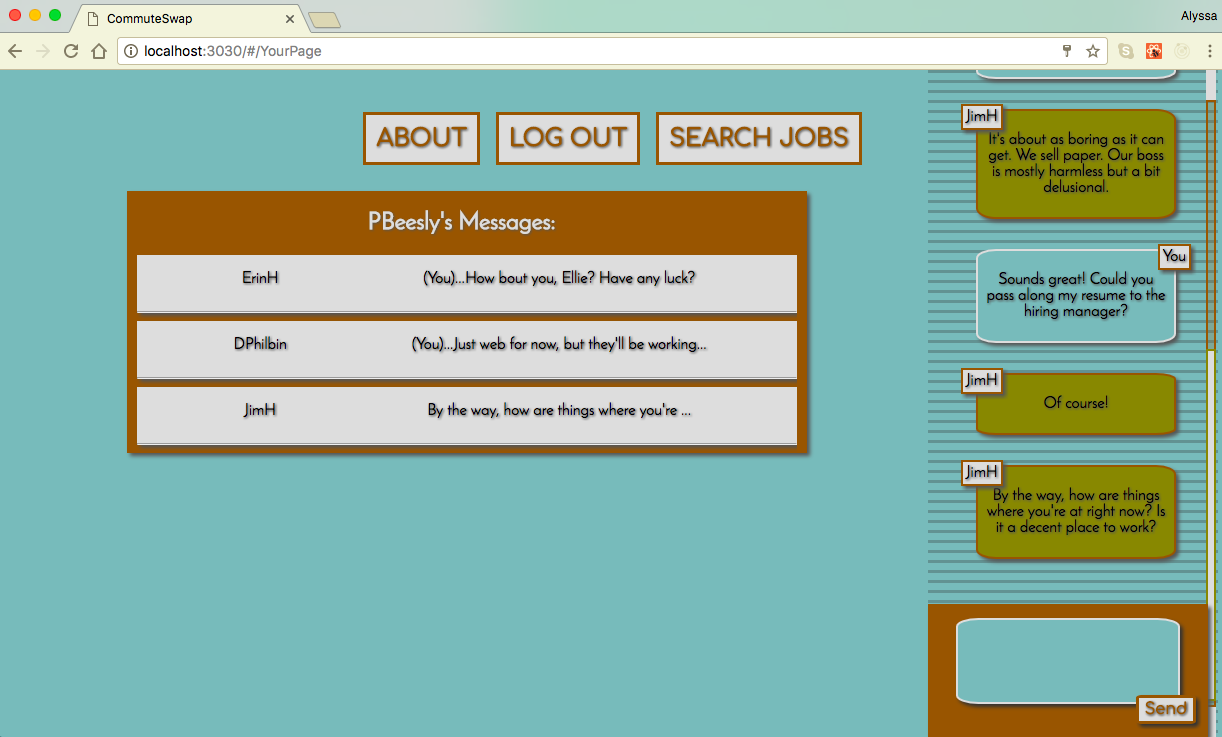 CommuteSwap
Alyssa
localhost:3030/#/YourPage
ABOUT
LOG OUT
SEARCH JOBS
PBeesly's Messages:
ErinH
(You)...How bout you, Ellie? Have any luck?
DPhilbin
(You)...Just web for now, but they'll be working...
JimH
By the way, how are things where you're ...
JimH
It's about as boring as it can
get. We sell paper. Our boss
is mostly harmless but a bit
delusional.
You
Sounds great! Could you
pass along my resume to the
hiring manager?
JimH
Of course!
JimH
By the way, how are things
where you're at right now? Is
it a decent place to work?
Send